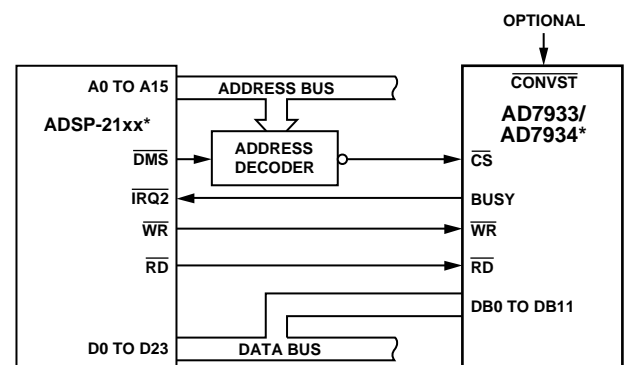 OPTIONAL
A0 TO A15 ADDRESS BUS CONVST
ADSP-21xx* AD7933/
AD7934*
DMS ADDRESS
DECODER CS
IRQ2 BUSY
WR WR
RD RD
DB0 TO DB11
D0 TO D23 DATA BUS